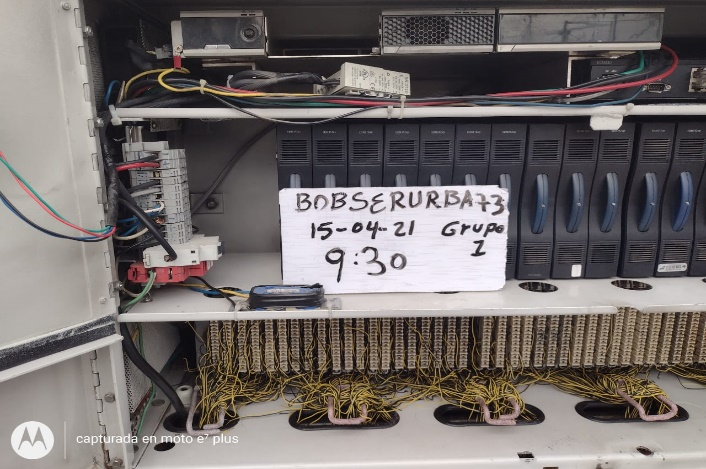 BOBSERURBA73
15-04-21 Grupo
1
9:30
capturada en moto e⁷ plus